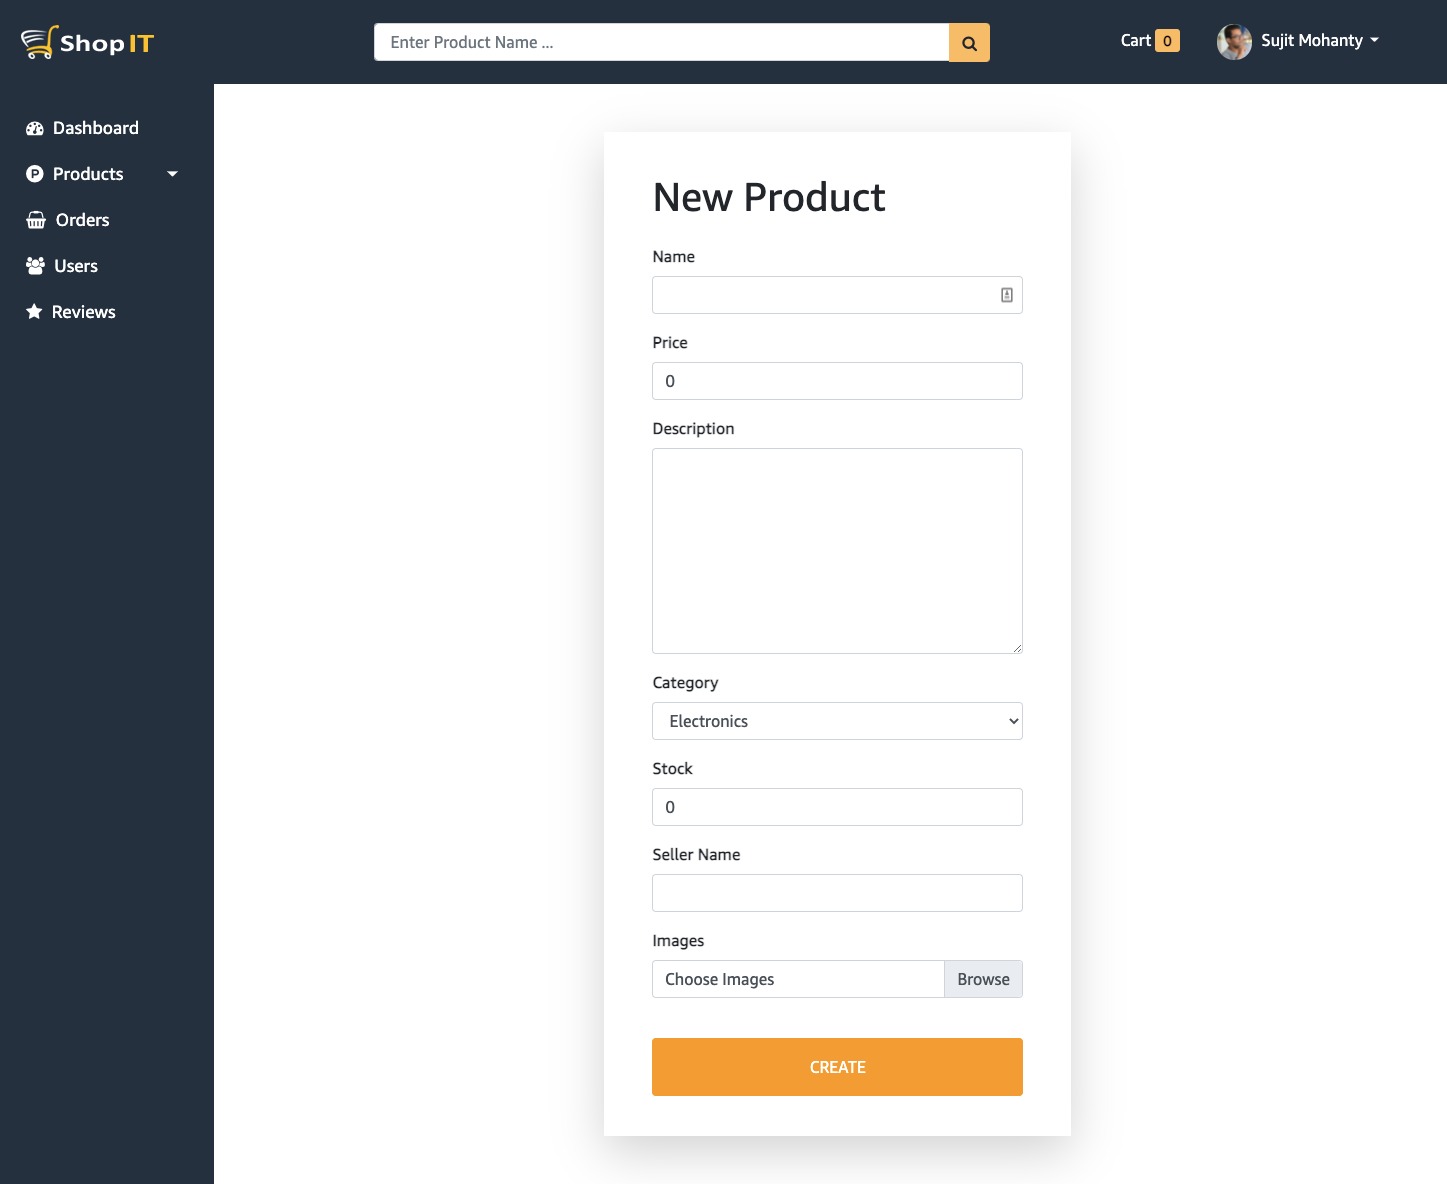 Shop IT
Enter Product Name ...
Cart 0
Sujit Mohanty
Dashboard
Products
Orders
Users
Reviews
New Product
Name
Price
0
Description
Category
Electronics
Stock
0
Seller Name
Images
Choose Images Browse
CREATE